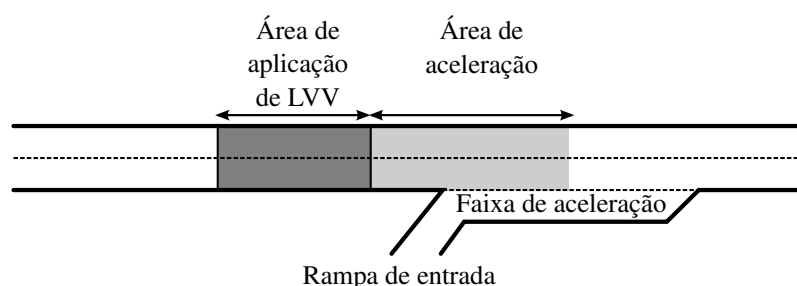 Área de
aplicação
de LVV
Área de
aceleração
Faixa de aceleração
Rampa de entrada